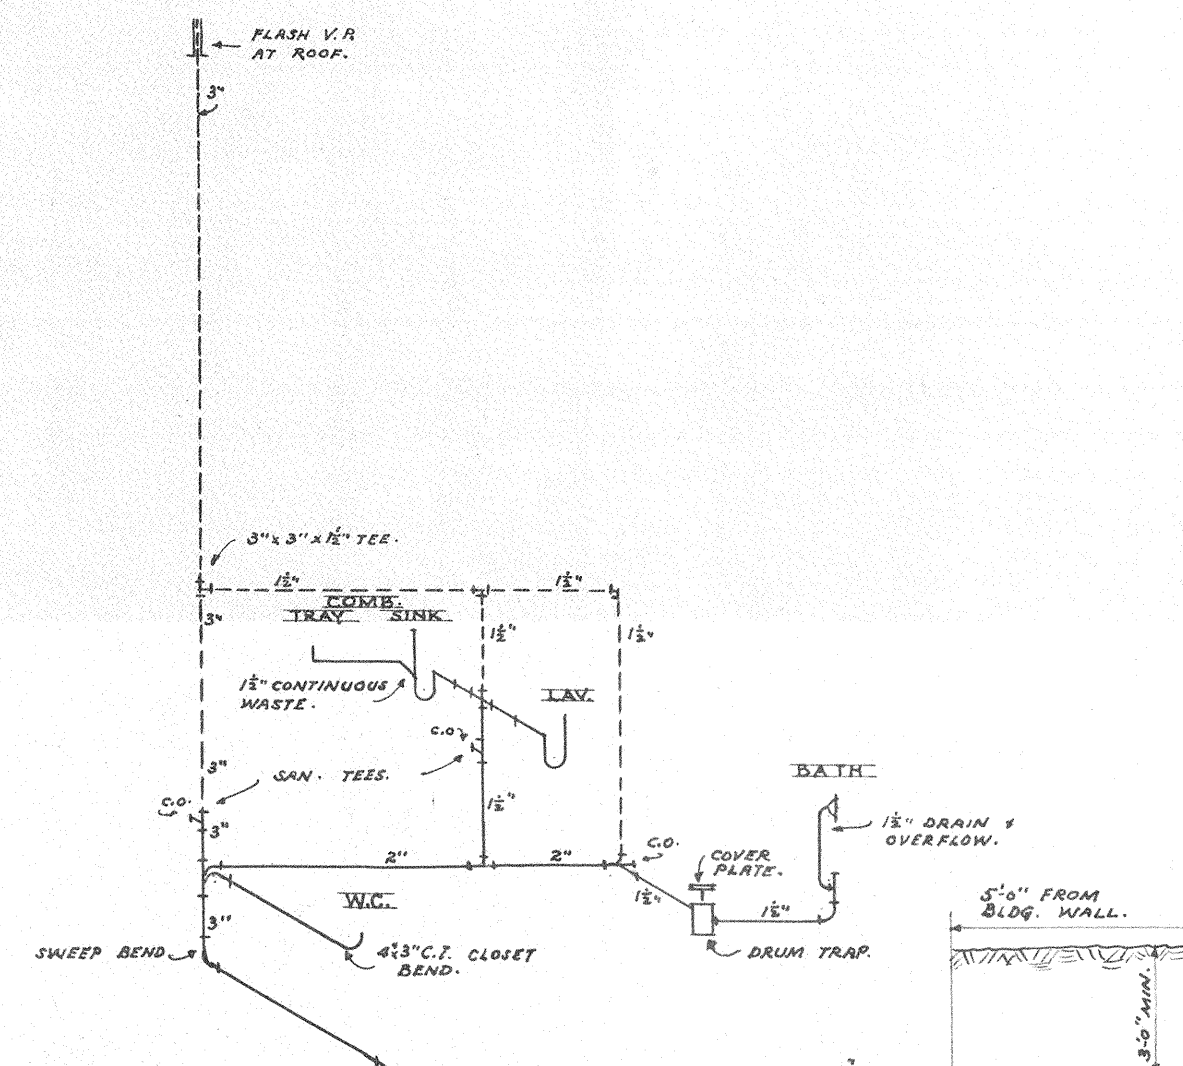 FLASH V.P.
AT ROOF.
3"
3" x 3" x 1½" TEE.
1½"
1½"
COMB.
TRAY SINK
3"
1½"
1½"
1½" CONTINUOUS
WASTE.
LAV.
C.O.
3"
SAN. TEES.
BATH
C.O.
3"
1½"
1½" DRAIN &
OVERFLOW.
2"
2"
C.O.
COVER
PLATE.
1½"
W.C.
1½"
5'-0" FROM
BLDG. WALL.
3"
SWEEP BEND
4"x3" C.I. CLOSET
BEND.
DRUM TRAP.
3'-0" MIN.